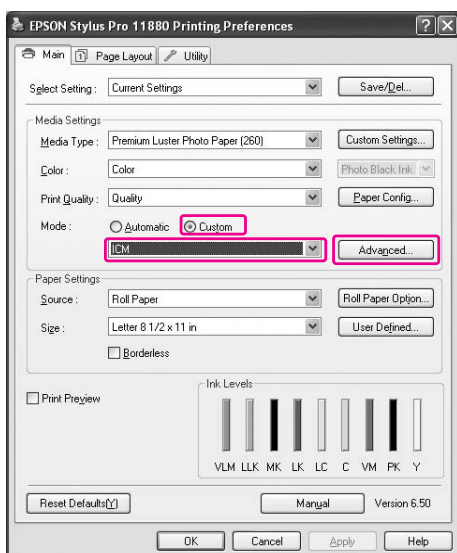 EPSON Stylus Pro 11880 Printing Preferences
Main Page Layout Utility
Select Setting : Current Settings Save/Del...
Media Settings
Media Type : Premium Luster Photo Paper (260) Custom Settings...
Color : Color Photo Black Ink
Print Quality : Quality Paper Config...
Mode : Automatic Custom
ICM Advanced...
Paper Settings
Source : Roll Paper Roll Paper Option...
Size : Letter 8 1/2 x 11 in User Defined...
Borderless
Print Preview Ink Levels
VLM LLK MK LK LC C VM PK Y
Reset Defaults(Y) Manual Version 6.50
OK Cancel Apply Help